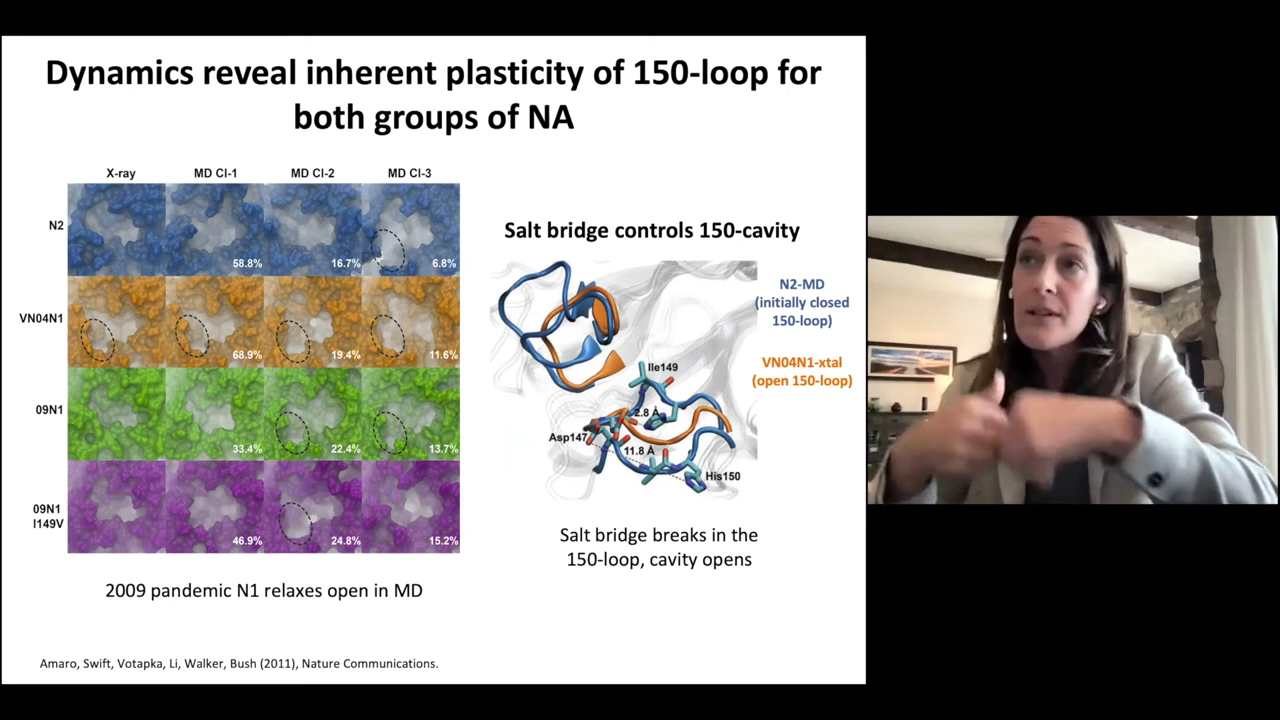 Dynamics reveal inherent plasticity of 150-loop for
both groups of NA
X-ray MD Cl-1 MD Cl-2 MD Cl-3
N2 58.8% 16.7% 6.8%
VN04N1 68.9% 19.4% 11.6%
09N1 33.4% 22.4% 13.7%
09N1
I149V 46.9% 24.8% 15.2%
2009 pandemic N1 relaxes open in MD
Salt bridge controls 150-cavity
N2-MD
(initially closed
150-loop)
VN04N1-xtal
(open 150-loop)
Ile149
2.8 Å
Asp147
11.8 Å
His150
Salt bridge breaks in the
150-loop, cavity opens
Amaro, Swift, Votapka, Li, Walker, Bush (2011), Nature Communications.